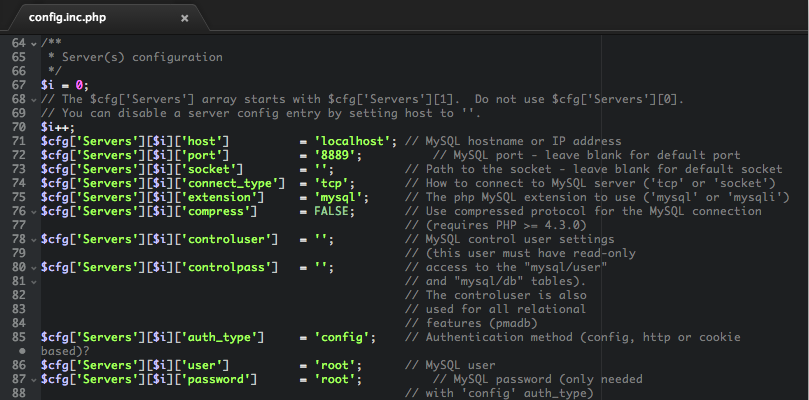 config.inc.php ×
64 /**
65 * Server(s) configuration
66 */
67 $i = 0;
68 // The $cfg['Servers'] array starts with $cfg['Servers'][1].  Do not use $cfg['Servers'][0].
69 // You can disable a server config entry by setting host to ''.
70 $i++;
71 $cfg['Servers'][$i]['host'] = 'localhost'; // MySQL hostname or IP address
72 $cfg['Servers'][$i]['port'] = '8889'; // MySQL port - leave blank for default port
73 $cfg['Servers'][$i]['socket'] = ''; // Path to the socket - leave blank for default socket
74 $cfg['Servers'][$i]['connect_type'] = 'tcp'; // How to connect to MySQL server ('tcp' or 'socket')
75 $cfg['Servers'][$i]['extension'] = 'mysql'; // The php MySQL extension to use ('mysql' or 'mysqli')
76 $cfg['Servers'][$i]['compress'] = FALSE; // Use compressed protocol for the MySQL connection
77 // (requires PHP >= 4.3.0)
78 $cfg['Servers'][$i]['controluser'] = ''; // MySQL control user settings
79 // (this user must have read-only
80 $cfg['Servers'][$i]['controlpass'] = ''; // access to the "mysql/user"
81 // and "mysql/db" tables).
82 // The controluser is also
83 // used for all relational
84 // features (pmadb)
85 $cfg['Servers'][$i]['auth_type'] = 'config'; // Authentication method (config, http or cookie
• based)?
86 $cfg['Servers'][$i]['user'] = 'root'; // MySQL user
87 $cfg['Servers'][$i]['password'] = 'root'; // MySQL password (only needed
88 // with 'config' auth_type)